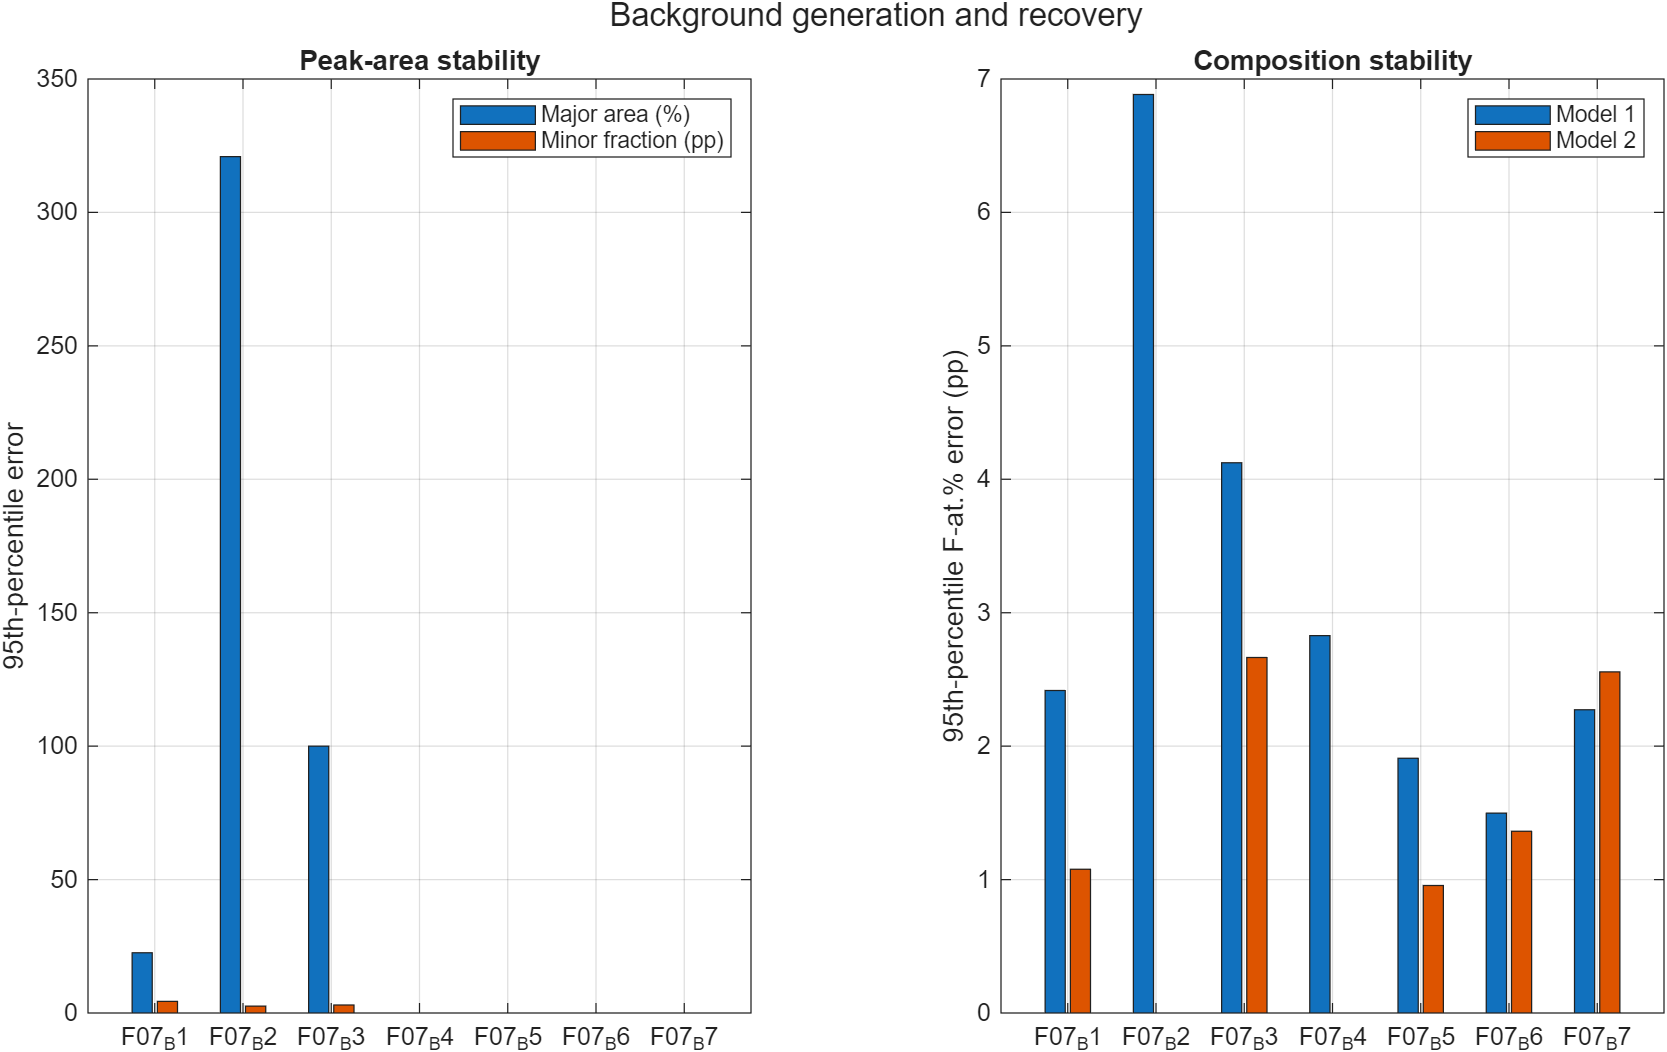 Background generation and recovery
Peak-area stability
350
300
250
200
150
100
50
0
95th-percentile error
Major area (%)
Minor fraction (pp)
F07B1 F07B2 F07B3 F07B4 F07B5 F07B6 F07B7
Composition stability
7
6
5
4
3
2
1
0
95th-percentile F-at.% error (pp)
Model 1
Model 2
F07B1 F07B2 F07B3 F07B4 F07B5 F07B6 F07B7